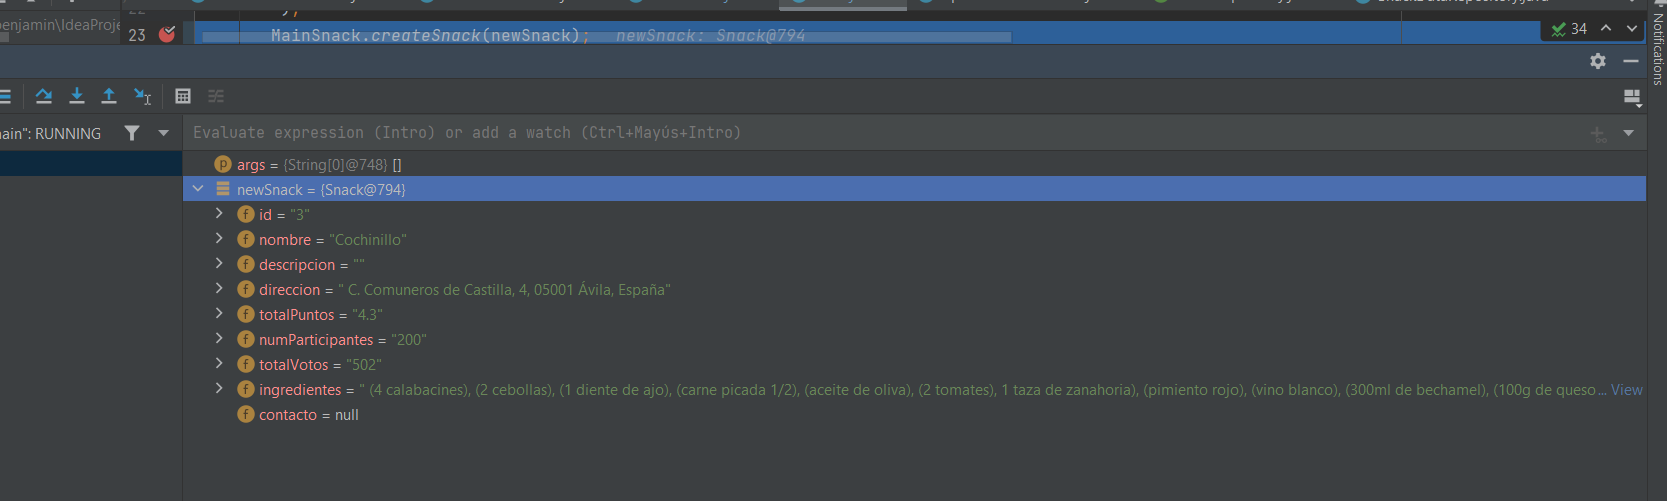 enjamin\IdeaProje
23 MainSnack.createSnack(newSnack); newSnack: Snack@794
34
Notifications
ain": RUNNING
Evaluate expression (Intro) or add a watch (Ctrl+Mayús+Intro)
p args = {String[0]@748} []
newSnack = {Snack@794}
f id = "3"
f nombre = "Cochinillo"
f descripcion = ""
f direccion = " C. Comuneros de Castilla, 4, 05001 Ávila, España"
f totalPuntos = "4.3"
f numParticipantes = "200"
f totalVotos = "502"
f ingredientes = " (4 calabacines), (2 cebollas), (1 diente de ajo), (carne picada 1/2), (aceite de oliva), (2 tomates), 1 taza de zanahoria), (pimiento rojo), (vino blanco), (300ml de bechamel), (100g de queso ... View
f contacto = null